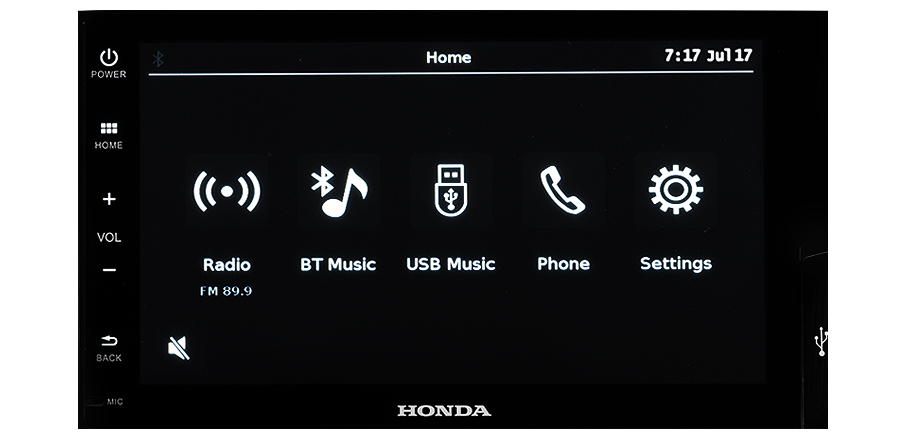 Home
7:17 Jul 17
POWER
HOME
+
VOL
−
BACK
MIC
Radio
BT Music
USB Music
Phone
Settings
FM 89.9
HONDA